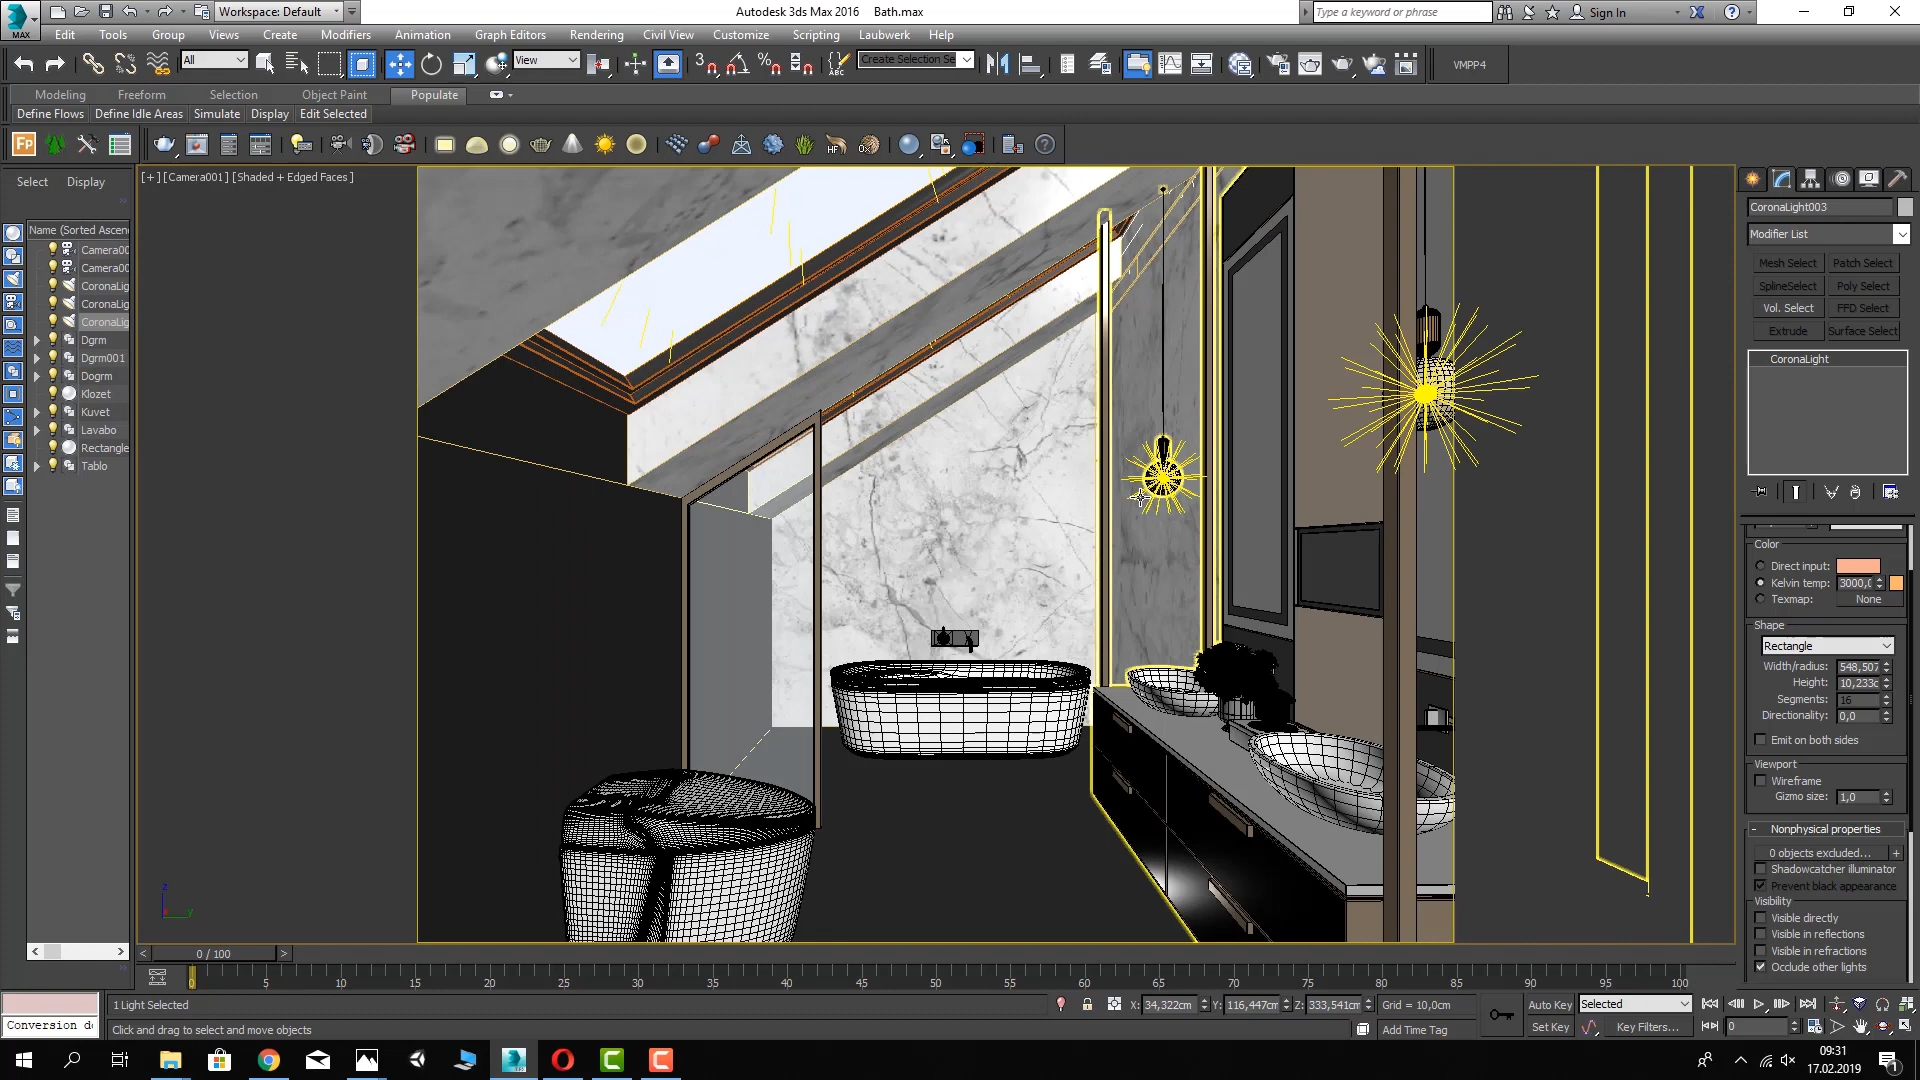 Workspace: Default
Autodesk 3ds Max 2016 Bath.max
Type a keyword or phrase
Sign In
MAX
Edit Tools Group Views Create Modifiers Animation Graph Editors Rendering Civil View Customize Scripting Laubwerk Help
All
View
Create Selection Se
VMPP4
Modeling Freeform Selection Object Paint Populate
Define Flows Define Idle Areas Simulate Display Edit Selected
[+] [Camera001] [Shaded + Edged Faces]
Select Display
Name (Sorted Ascen
Camera00
Camera00
CoronaLig
CoronaLig
CoronaLig
Dgrm
Dgrm001
Dogrm
Klozet
Kuvet
Lavabo
Rectangle
Tablo
CoronaLight003
Modifier List
Mesh Select Patch Select
SplineSelect Poly Select
Vol. Select FFD Select
Extrude Surface Select
CoronaLight
Color
Direct input:
Kelvin temp: 3000,0
Texmap: None
Shape
Rectangle
Width/radius: 548,507
Height: 10,233c
Segments: 16
Directionality: 0,0
Emit on both sides
Viewport
Wireframe
Gizmo size: 1,0
- Nonphysical properties
0 objects excluded... +
Shadowcatcher illuminator
Prevent black appearance
Visibility
Visible directly
Visible in reflections
Visible in refractions
Occlude other lights
0 / 100
0 5 10 15 20 25 30 35 40 45 50 55 60 65 70 75 80 85 90 95 100
1 Light Selected
X: 34,322cm Y: 116,447cm Z: 333,541cm Grid = 10,0cm
Auto Key Selected
Conversion d
Click and drag to select and move objects
Add Time Tag
Set Key Key Filters... 0
09:31
17.02.2019